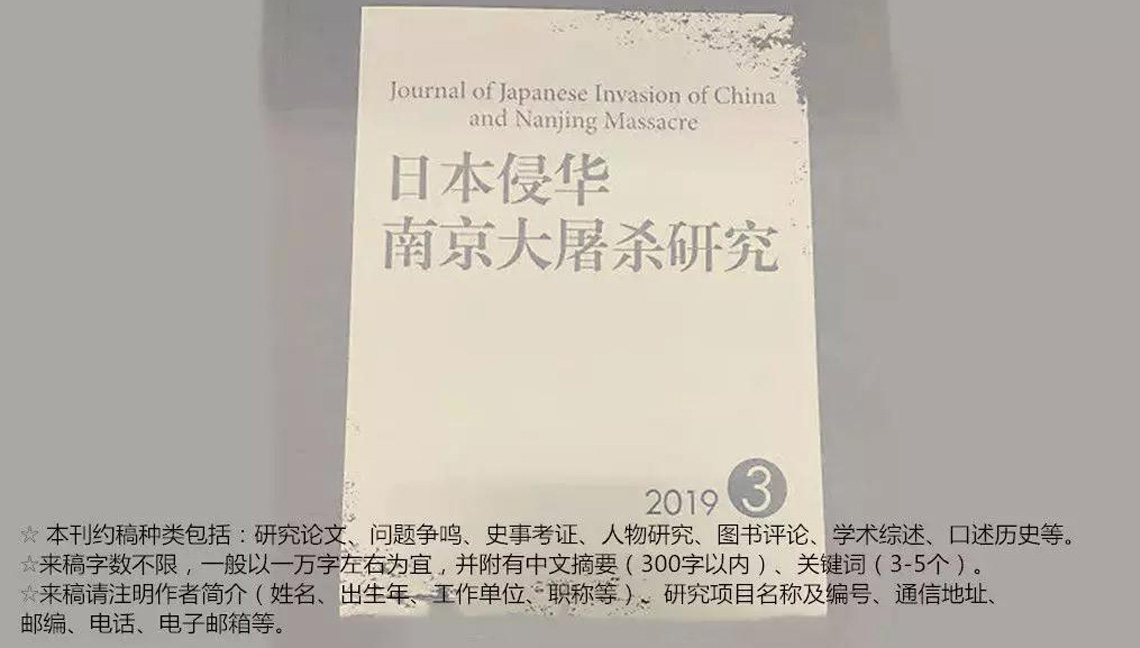 Journal of Japanese Invasion of China
and Nanjing Massacre
日本侵华
南京大屠杀研究
2019 3
☆ 本刊约稿种类包括：研究论文、问题争鸣、史事考证、人物研究、图书评论、学术综述、口述历史等。
☆来稿字数不限，一般以一万字左右为宜，并附有中文摘要（300字以内）、关键词（3-5个）。
☆来稿请注明作者简介（姓名、出生年、工作单位、职称等）、研究项目名称及编号、通信地址、
邮编、电话、电子邮箱等。